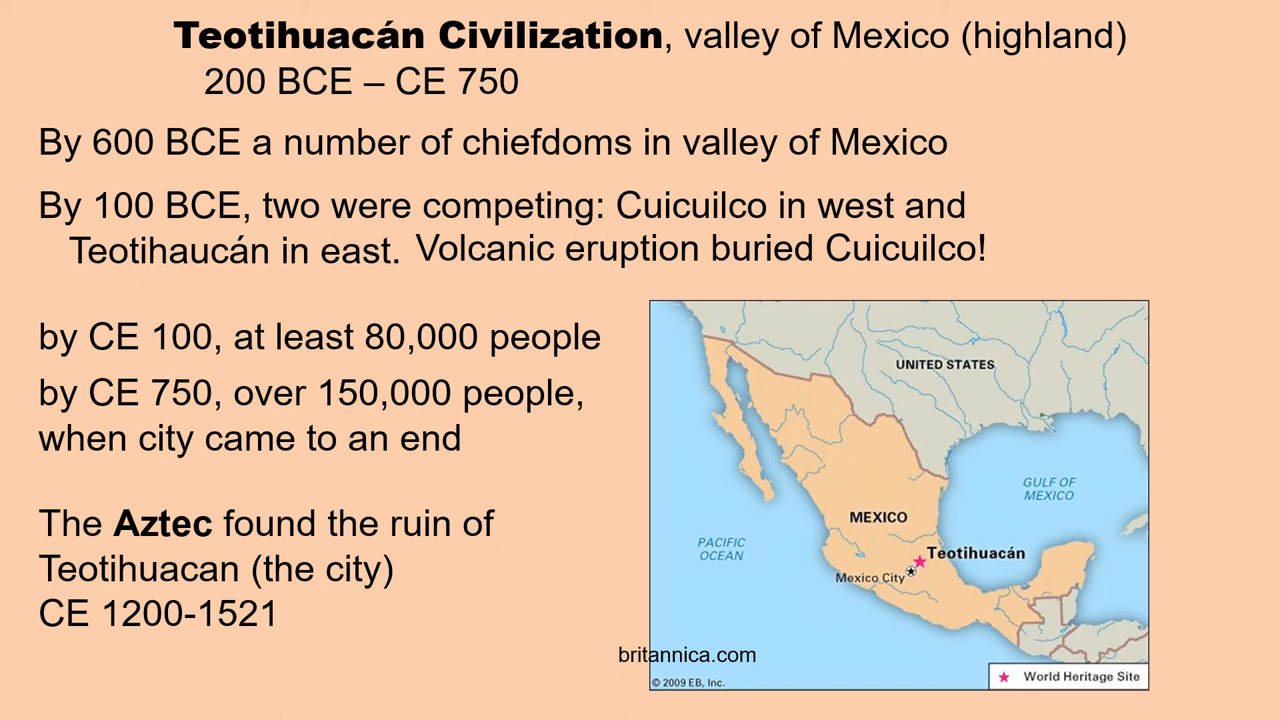 Teotihuacán Civilization, valley of Mexico (highland)
200 BCE – CE 750
By 600 BCE a number of chiefdoms in valley of Mexico
By 100 BCE, two were competing: Cuicuilco in west and
Teotihaucán in east. Volcanic eruption buried Cuicuilco!
by CE 100, at least 80,000 people
by CE 750, over 150,000 people,
when city came to an end
The Aztec found the ruin of
Teotihuacan (the city)
CE 1200-1521
UNITED STATES
GULF OF
MEXICO
MEXICO
PACIFIC
OCEAN
Teotihuacán
Mexico City
britannica.com
© 2009 EB, Inc.
World Heritage Site